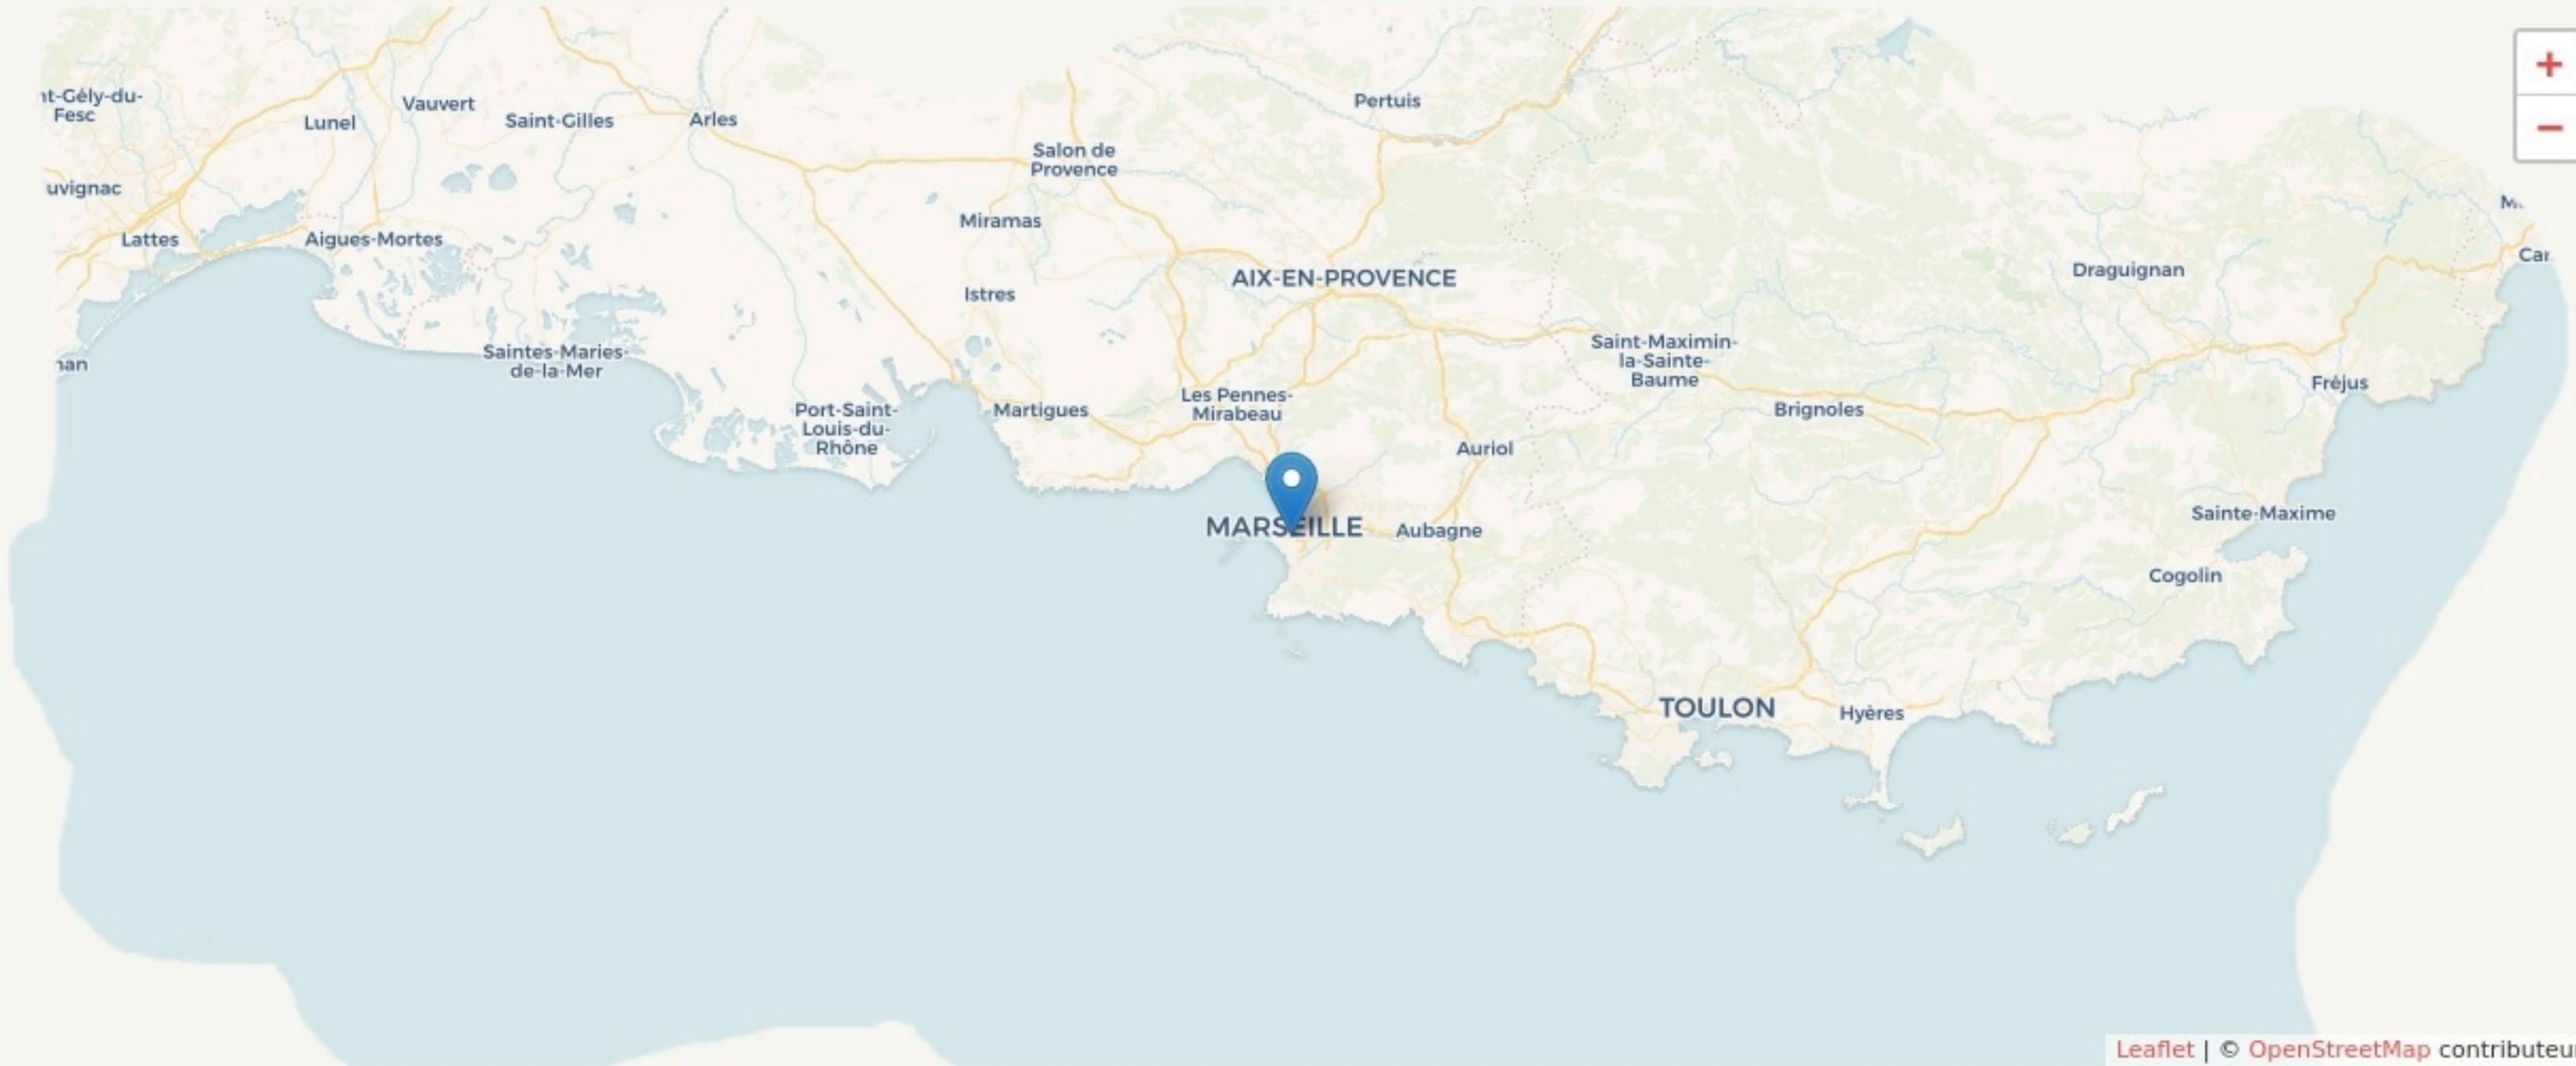 +
−
nt-Gély-du-
Fesc
Vauvert
Lunel
Saint-Gilles
Arles
Pertuis
Salon de
Provence
uvignac
Miramas
Lattes
Aigues-Mortes
Car
Draguignan
AIX-EN-PROVENCE
Istres
Saintes-Maries-
de-la-Mer
nan
Saint-Maximin-
la-Sainte-
Baume
Fréjus
Les Pennes-
Mirabeau
Martigues
Port-Saint-
Louis-du-
Rhône
Brignoles
Auriol
MARSEILLE
Aubagne
Sainte-Maxime
Cogolin
TOULON
Hyères
Leaflet | © OpenStreetMap contributeu